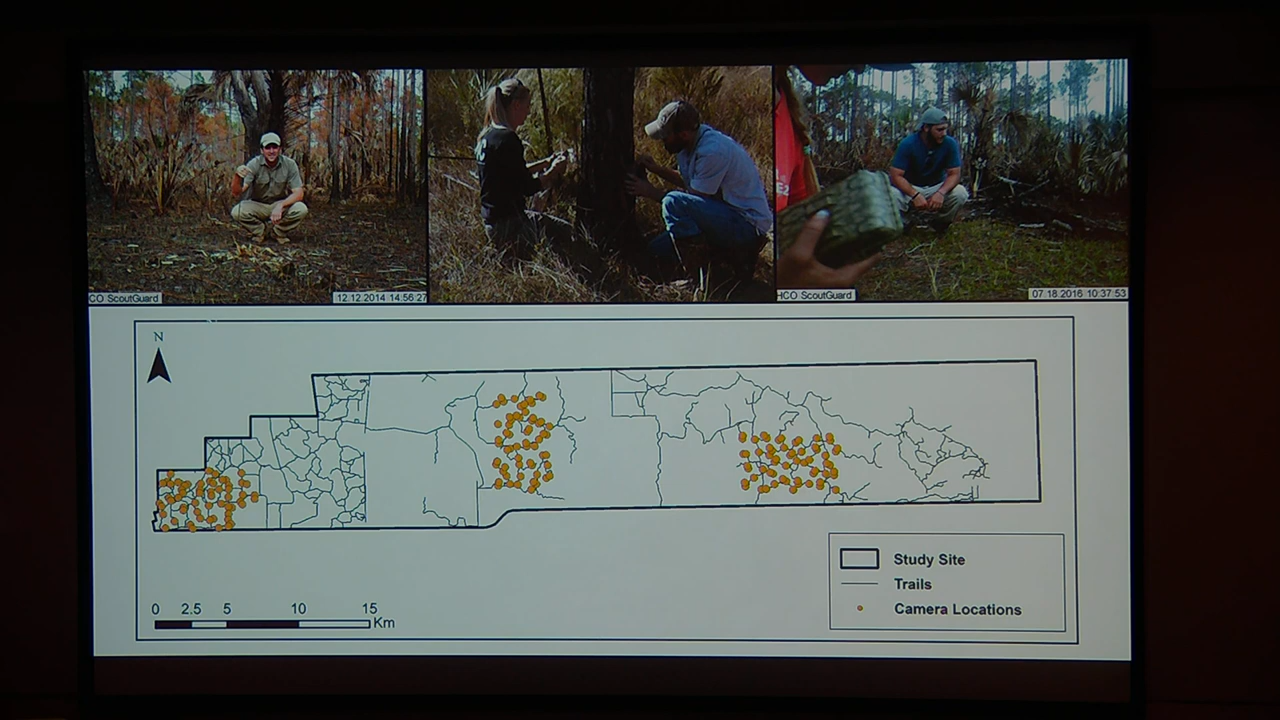 CO ScoutGuard
12.12.2014 14:56:27
HCO ScoutGuard
07.18.2016 10:37:53
N
0 2.5 5 10 15
Km
Study Site
Trails
Camera Locations